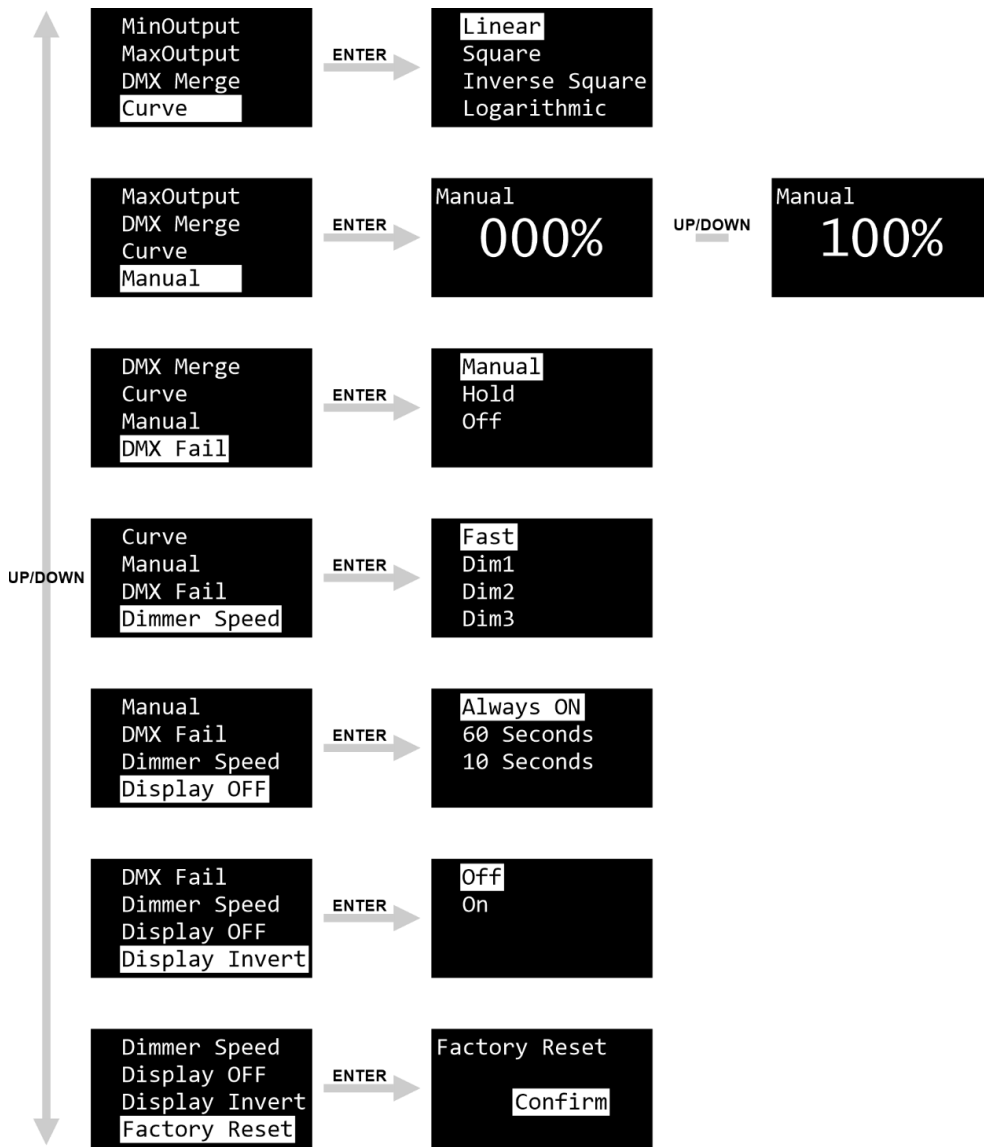 MinOutput
MaxOutput
DMX Merge
Curve
ENTER
Linear
Square
Inverse Square
Logarithmic
MaxOutput
DMX Merge
Curve
Manual
ENTER
Manual
000%
UP/DOWN
Manual
100%
DMX Merge
Curve
Manual
DMX Fail
ENTER
Manual
Hold
Off
UP/DOWN
Curve
Manual
DMX Fail
Dimmer Speed
ENTER
Fast
Dim1
Dim2
Dim3
Manual
DMX Fail
Dimmer Speed
Display OFF
ENTER
Always ON
60 Seconds
10 Seconds
DMX Fail
Dimmer Speed
Display OFF
Display Invert
ENTER
Off
On
Dimmer Speed
Display OFF
Display Invert
Factory Reset
ENTER
Factory Reset
Confirm